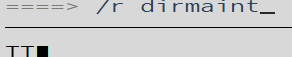 ====> /r dirmaint_
TT